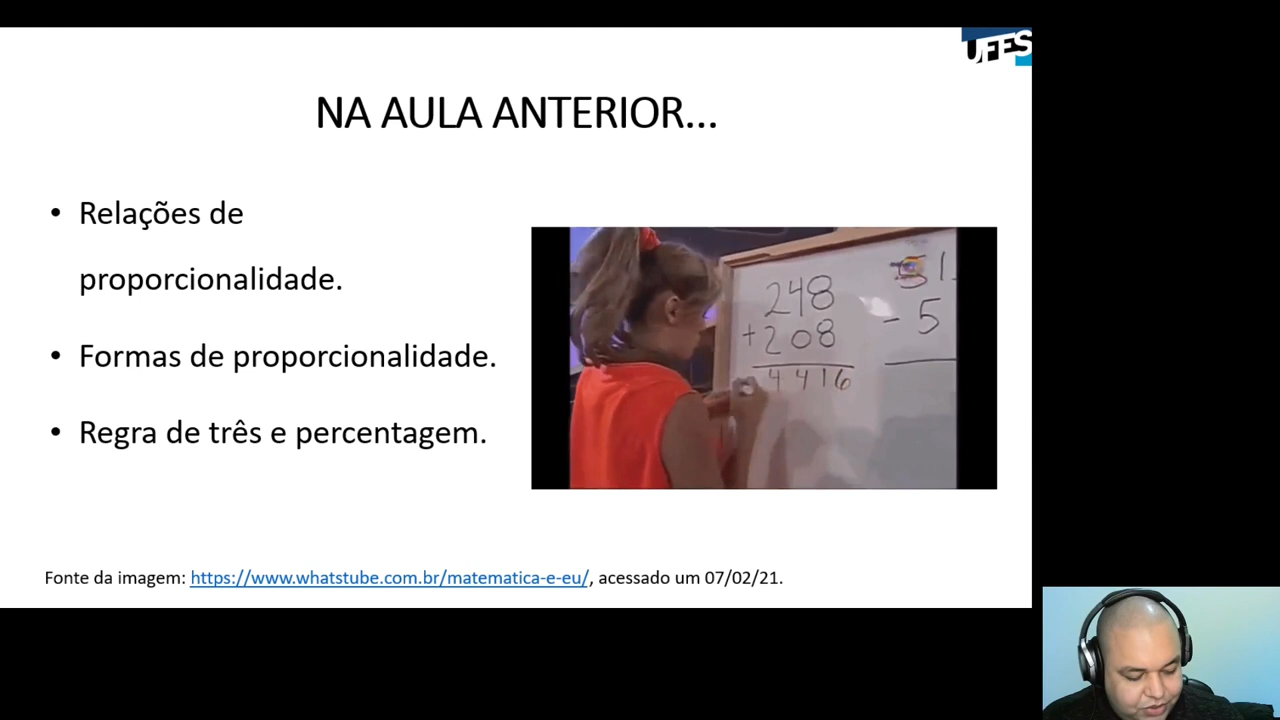 UFES
NA AULA ANTERIOR...
• Relações de
proporcionalidade.
• Formas de proporcionalidade.
• Regra de três e percentagem.
248
+208
4416
51
- 5
Fonte da imagem: https://www.whatstube.com.br/matematica-e-eu/, acessado um 07/02/21.